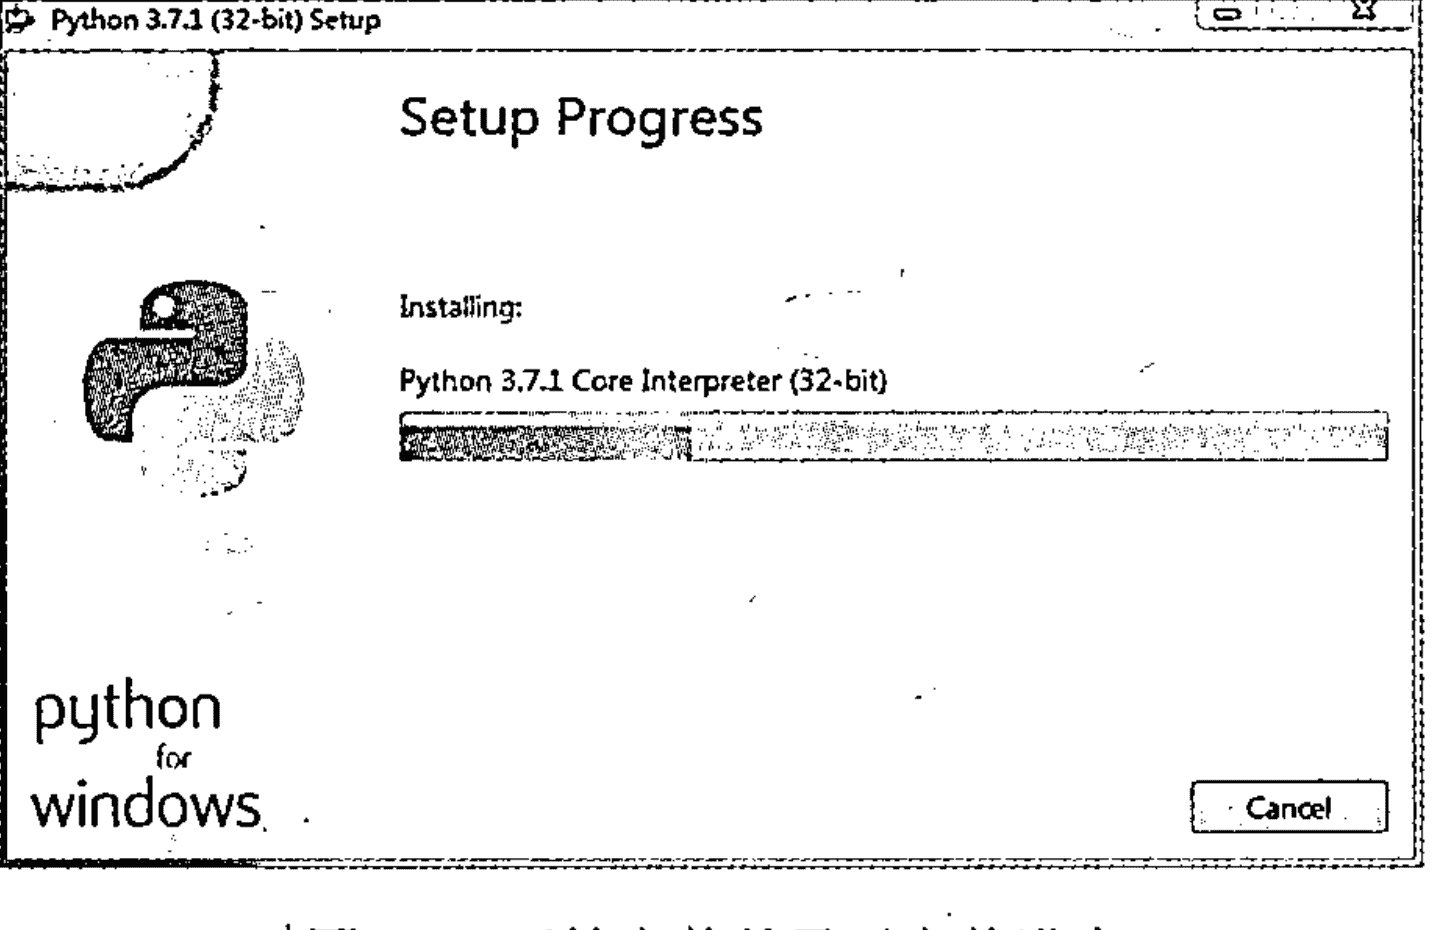 Python 3.7.1 (32-bit) Setup
Setup Progress
Installing:
Python 3.7.1 Core Interpreter (32-bit)
python
for
windows
Cancel